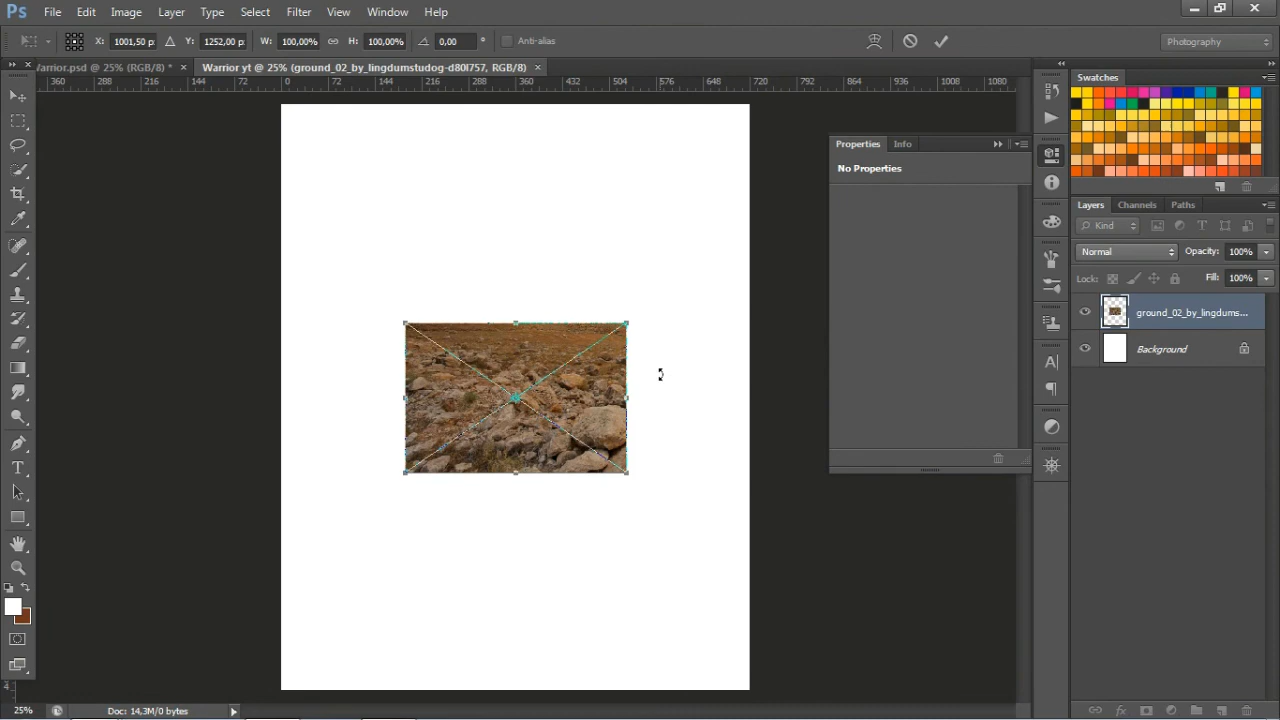 Ps File Edit Image Layer Type Select Filter View Window Help
X: 1001,50 p: Y: 1252,00 p: W: 100,00% H: 100,00% 0,00 ° Anti-alias Photography
Warrior.psd @ 25% (RGB/8) * × Warrior yt @ 25% (ground_02_by_lingdumstudog-d80l757, RGB/8) ×
360 288 216 144 72 0 72 144 216 288 360 432 504 576 648 720 792 864 936 1008 1080
Swatches
Properties Info
No Properties
Layers Channels Paths
Kind T
Normal Opacity: 100%
Lock: Fill: 100%
ground_02_by_lingdums...
Background
A
T
4
25% Doc: 14,3M/0 bytes
fx